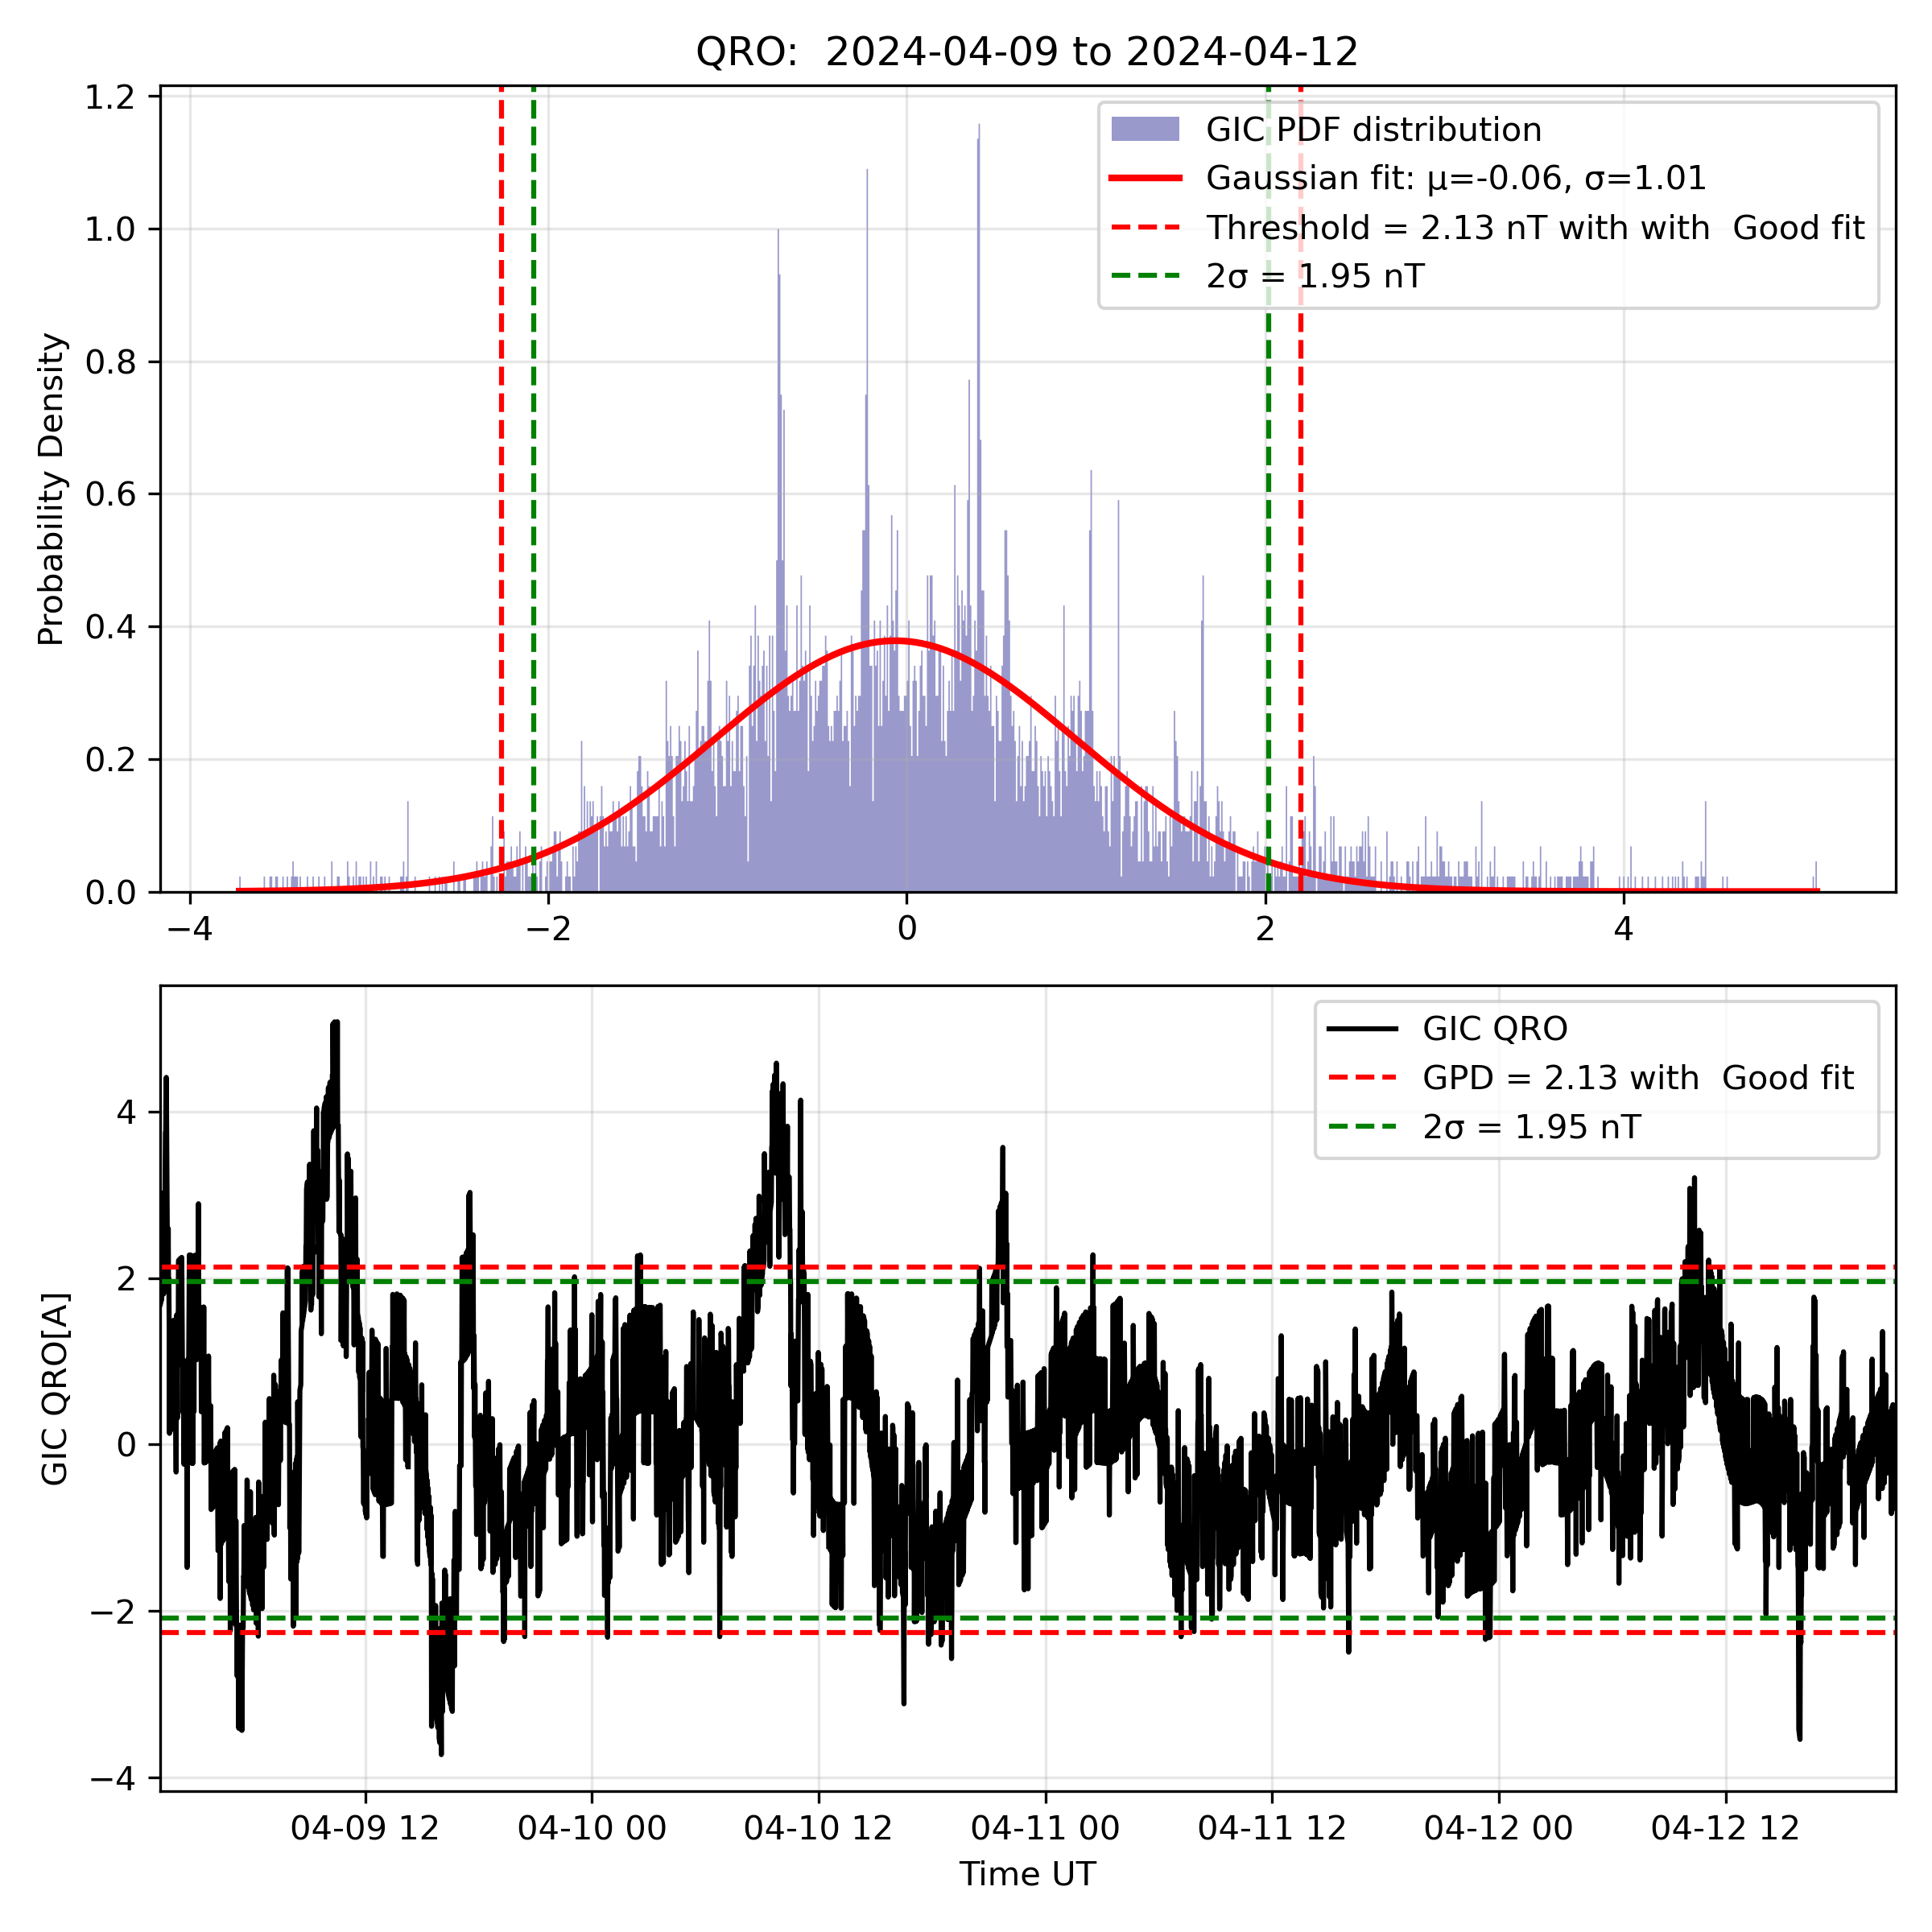 QRO:  2024-04-09 to 2024-04-12
1.2
1.0
0.8
0.6
0.4
0.2
0.0
Probability Density
GIC PDF distribution
Gaussian fit: μ=-0.06, σ=1.01
Threshold = 2.13 nT with with  Good fit
2σ = 1.95 nT
−4
−2
0
2
4
4
2
0
−2
−4
GIC QRO[A]
GIC QRO
GPD = 2.13 with  Good fit
2σ = 1.95 nT
04-09 12
04-10 00
04-10 12
04-11 00
04-11 12
04-12 00
04-12 12
Time UT